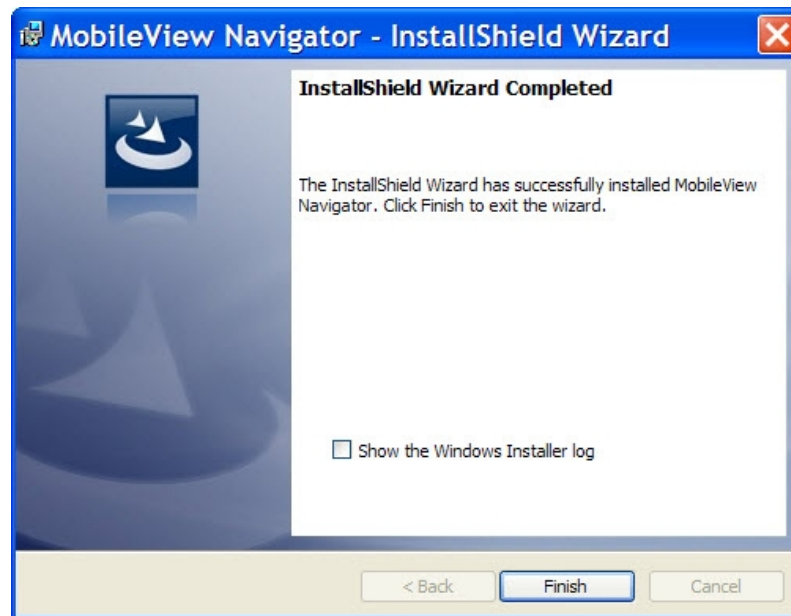 MobileView Navigator - InstallShield Wizard
InstallShield Wizard Completed
The InstallShield Wizard has successfully installed MobileView
Navigator. Click Finish to exit the wizard.
Show the Windows Installer log
< Back Finish Cancel